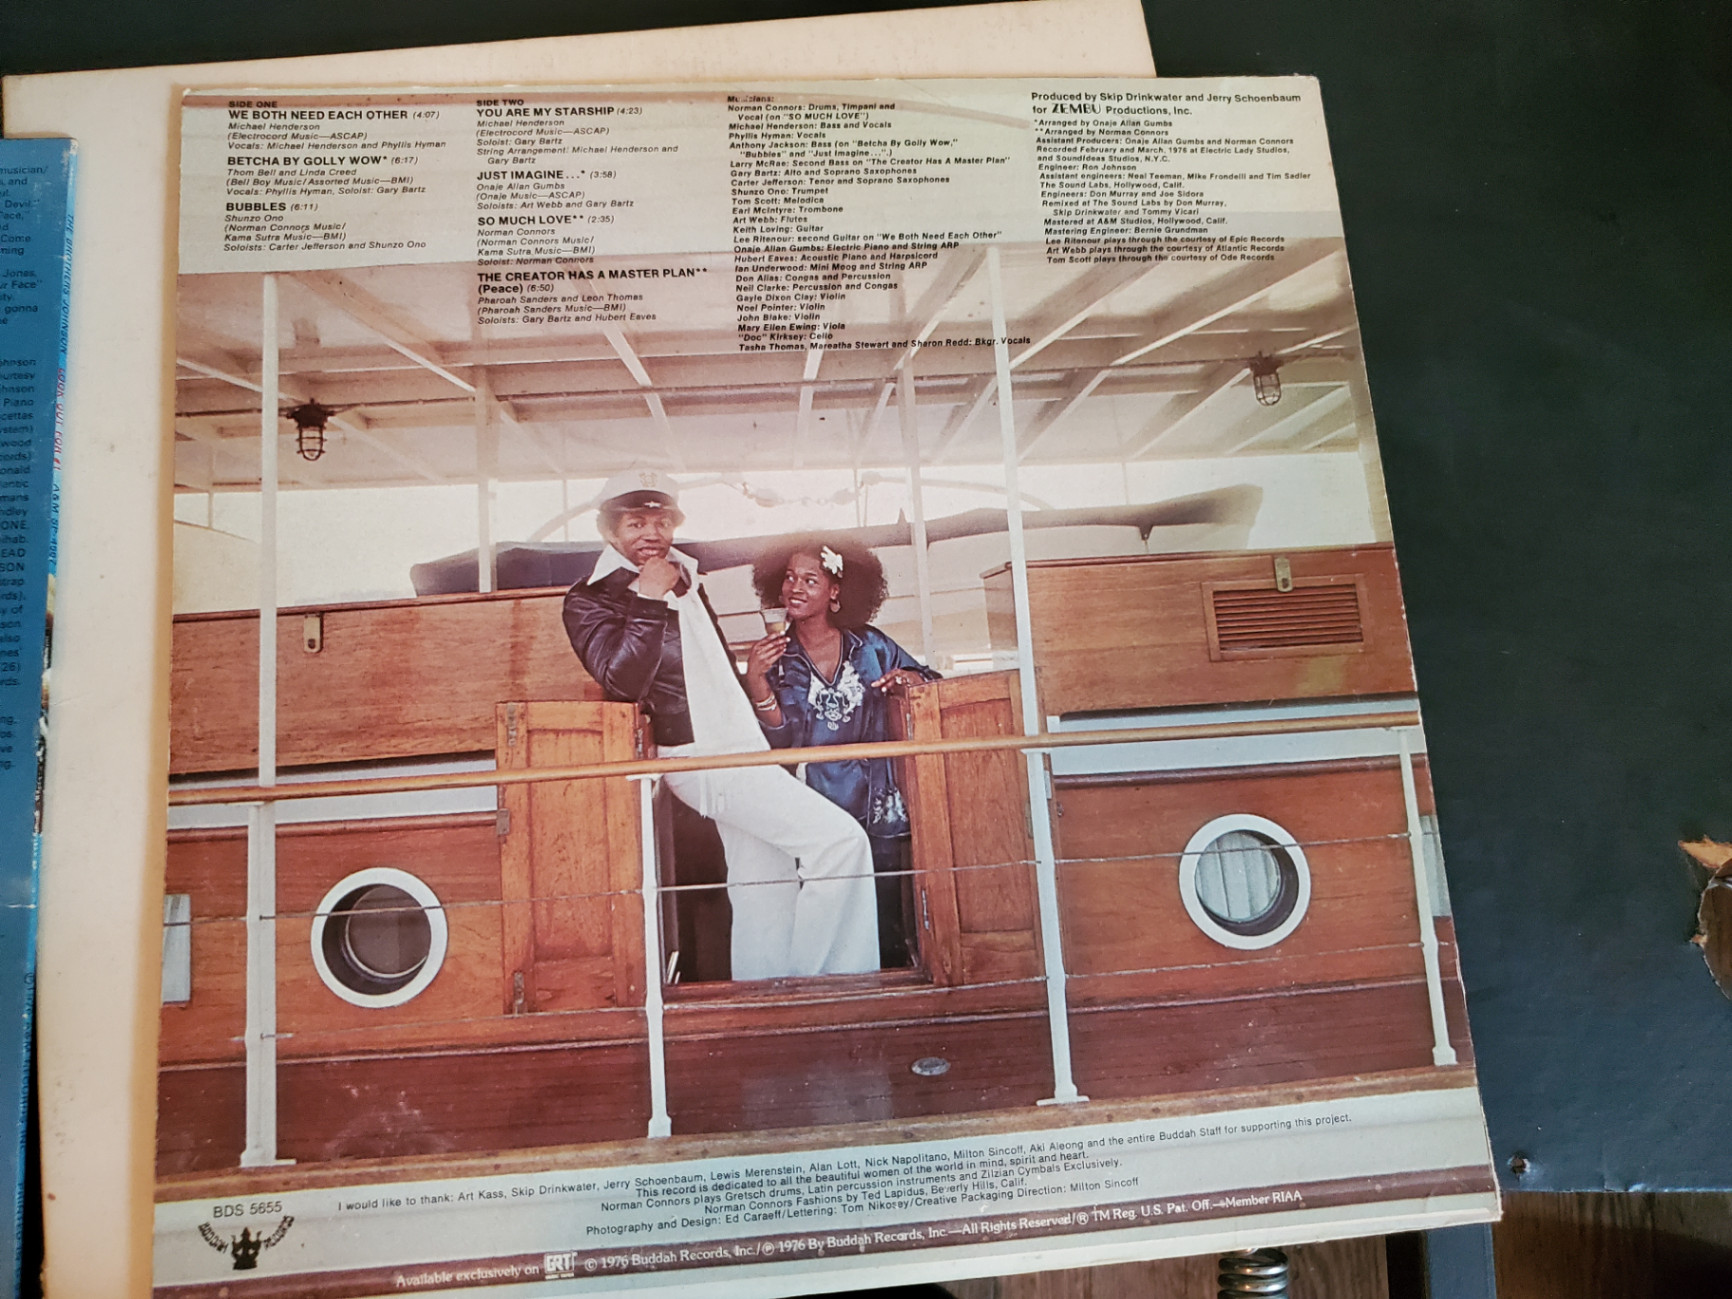 SIDE ONE
WE BOTH NEED EACH OTHER (4:07)
Michael Henderson
(Electrocord Music—ASCAP)
Vocals: Michael Henderson and Phyllis Hyman
BETCHA BY GOLLY WOW* (6:17)
Thom Bell and Linda Creed
(Bell Boy Music/Assorted Music—BMI)
Vocals: Phyllis Hyman, Soloist: Gary Bartz
BUBBLES (6:11)
Shunzo Ono
(Norman Connors Music/
Kama Sutra Music—BMI)
Soloists: Carter Jefferson and Shunzo Ono
SIDE TWO
YOU ARE MY STARSHIP (4:23)
Michael Henderson
(Electrocord Music—ASCAP)
Soloist: Gary Bartz
String Arrangement: Michael Henderson and
Gary Bartz
JUST IMAGINE...* (3:58)
Onaje Allan Gumbs
(Onaje Music—ASCAP)
Soloists: Art Webb and Gary Bartz
SO MUCH LOVE** (2:35)
Norman Connors
(Norman Connors Music/
Kama Sutra Music—BMI)
Soloist: Norman Connors
THE CREATOR HAS A MASTER PLAN**
(Peace) (6:50)
Pharoah Sanders and Leon Thomas
(Pharoah Sanders Music—BMI)
Soloists: Gary Bartz and Hubert Eaves
Musicians:
Norman Connors: Drums, Timpani and
Vocal (on "SO MUCH LOVE")
Michael Henderson: Bass and Vocals
Phyllis Hyman: Vocals
Anthony Jackson: Bass (on "Betcha By Golly Wow,"
"Bubbles" and "Just Imagine...".)
Larry McRae: Second Bass on "The Creator Has A Master Plan"
Gary Bartz: Alto and Soprano Saxophones
Carter Jefferson: Tenor and Soprano Saxophones
Shunzo Ono: Trumpet
Tom Scott: Melodica
Earl McIntyre: Trombone
Art Webb: Flutes
Keith Loving: Guitar
Lee Ritenour: second Guitar on "We Both Need Each Other"
Onaje Allan Gumbs: Electric Piano and String ARP
Hubert Eaves: Acoustic Piano and Harpsicord
Ian Underwood: Mini Moog and String ARP
Don Alias: Congas and Percussion
Neil Clarke: Percussion and Congas
Gayle Dixon Clay: Violin
Noel Pointer: Violin
John Blake: Violin
Mary Ellen Ewing: Viola
"Doc" Kirksey: Cello
Tasha Thomas, Mareatha Stewart and Sharon Redd: Bkgr. Vocals
Produced by Skip Drinkwater and Jerry Schoenbaum
for ZEMBU Productions, Inc.
*Arranged by Onaje Allan Gumbs
**Arranged by Norman Connors
Assistant Producers: Onaje Allan Gumbs and Norman Connors
Recorded February and March, 1976 at Electric Lady Studios,
and SoundIdeas Studios, N.Y.C.
Engineer: Ron Johnson
Assistant engineers: Neal Teeman, Mike Frondelli and Tim Sadler
The Sound Labs, Hollywood, Calif.
Engineers: Don Murray and Joe Sidore
Remixed at The Sound Labs by Don Murray,
Skip Drinkwater and Tommy Vicari
Mastered at A&M Studios, Hollywood, Calif.
Mastering Engineer: Bernie Grundman
Lee Ritenour plays through the courtesy of Epic Records
Art Webb plays through the courtesy of Atlantic Records
Tom Scott plays through the courtesy of Ode Records
THE BROTHERS JOHNSON LOOK OUT FOR #1 A&M SP-4567
BDS 5655
BUDDAH RECORDS
I would like to thank: Art Kass, Skip Drinkwater, Jerry Schoenbaum, Lewis Merenstein, Alan Lott, Nick Napolitano, Milton Sincoff, Aki Aleong and the entire Buddah Staff for supporting this project.
This record is dedicated to all the beautiful women of the world in mind, spirit and heart.
Norman Connors plays Gretsch drums, Latin percussion instruments and Zilzian Cymbals Exclusively.
Norman Connors Fashions by Ted Lapidus, Beverly Hills, Calif.
Photography and Design: Ed Caraeff/Lettering: Tom Nikosey/Creative Packaging Direction: Milton Sincoff
Available exclusively on GRT © 1976 Buddah Records, Inc./℗ 1976 By Buddah Records, Inc.—All Rights Reserved/® TM Reg. U.S. Pat. Off.—Member RIAA